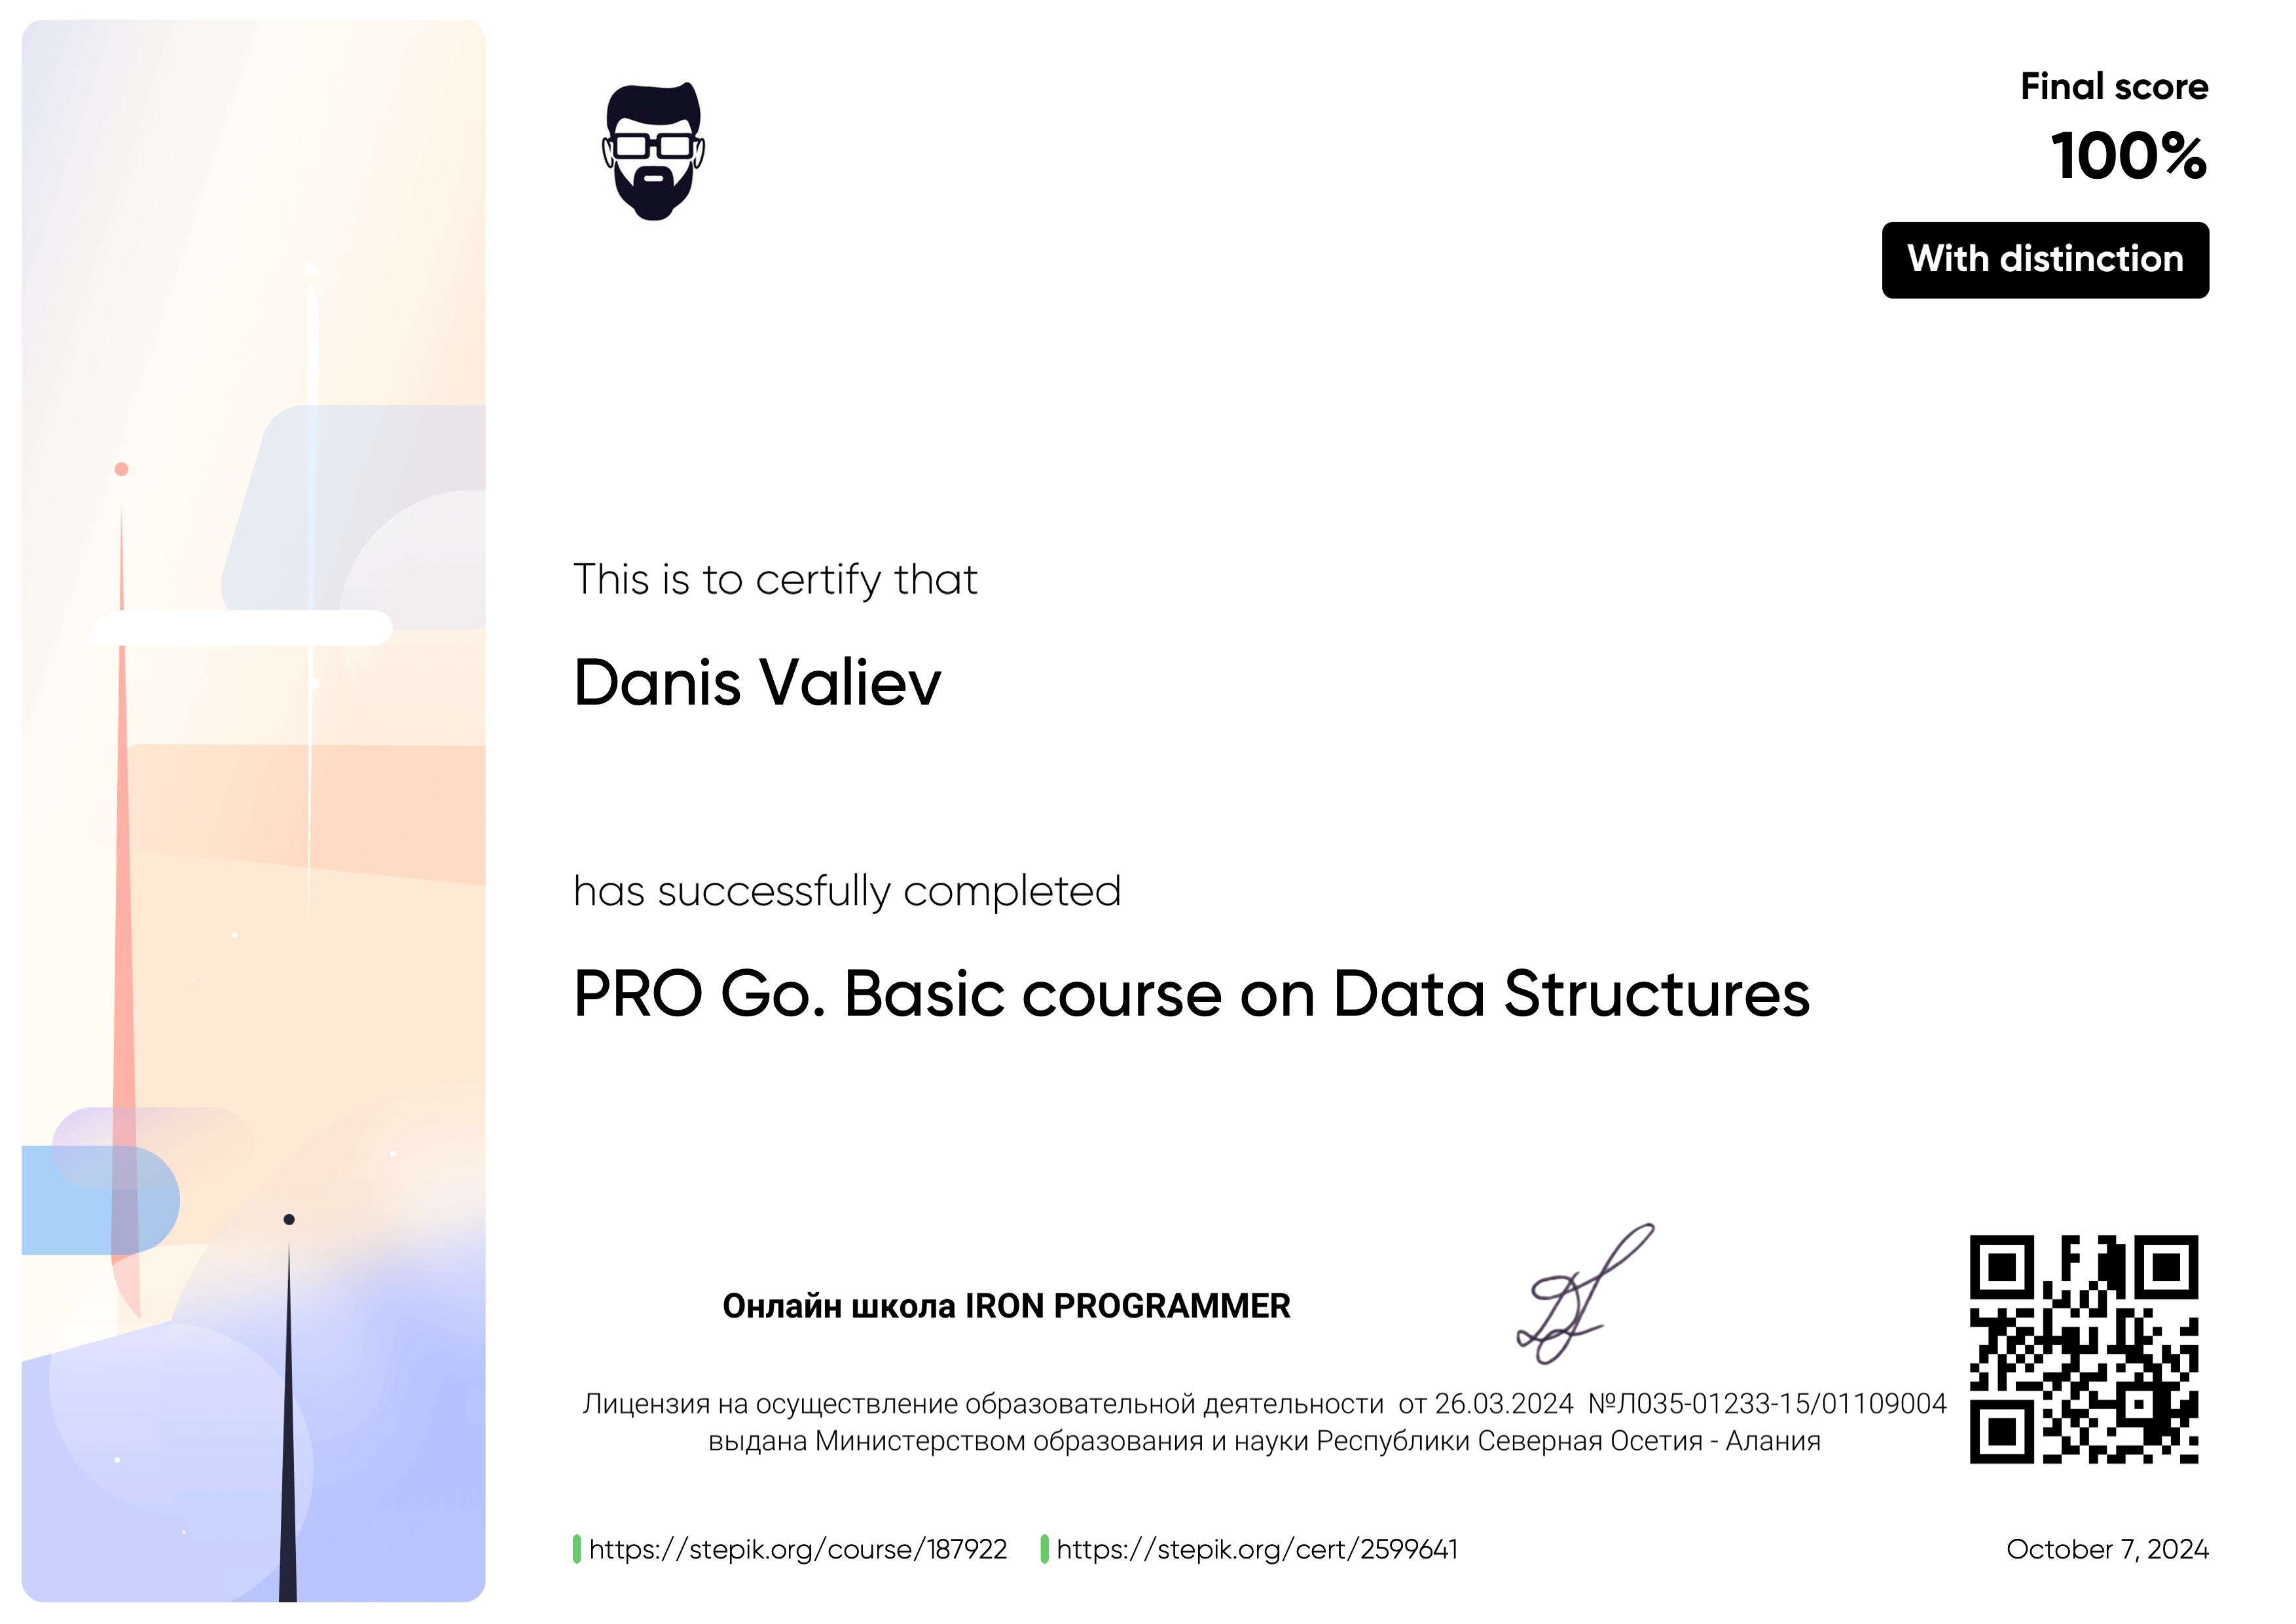 Final score
100%
With distinction
This is to certify that
Danis Valiev
has successfully completed
PRO Go. Basic course on Data Structures
Онлайн школа IRON PROGRAMMER
Лицензия на осуществление образовательной деятельности от 26.03.2024 №Л035-01233-15/01109004
выдана Министерством образования и науки Республики Северная Осетия - Алания
https://stepik.org/course/187922 https://stepik.org/cert/2599641
October 7, 2024